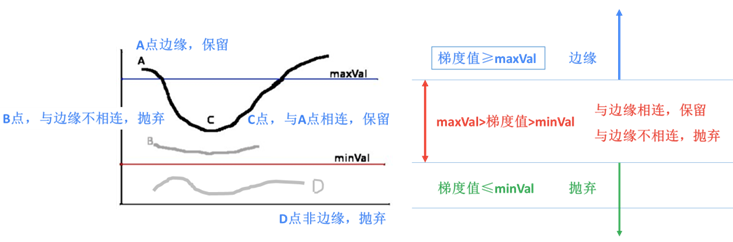 A点边缘，保留
A
maxVal
B点，与边缘不相连，抛弃
C
C点，与A点相连，保留
B
minVal
D
D点非边缘，抛弃
梯度值≥maxVal 边缘
maxVal>梯度值>minVal
与边缘相连，保留
与边缘不相连，抛弃
梯度值≤minVal 抛弃